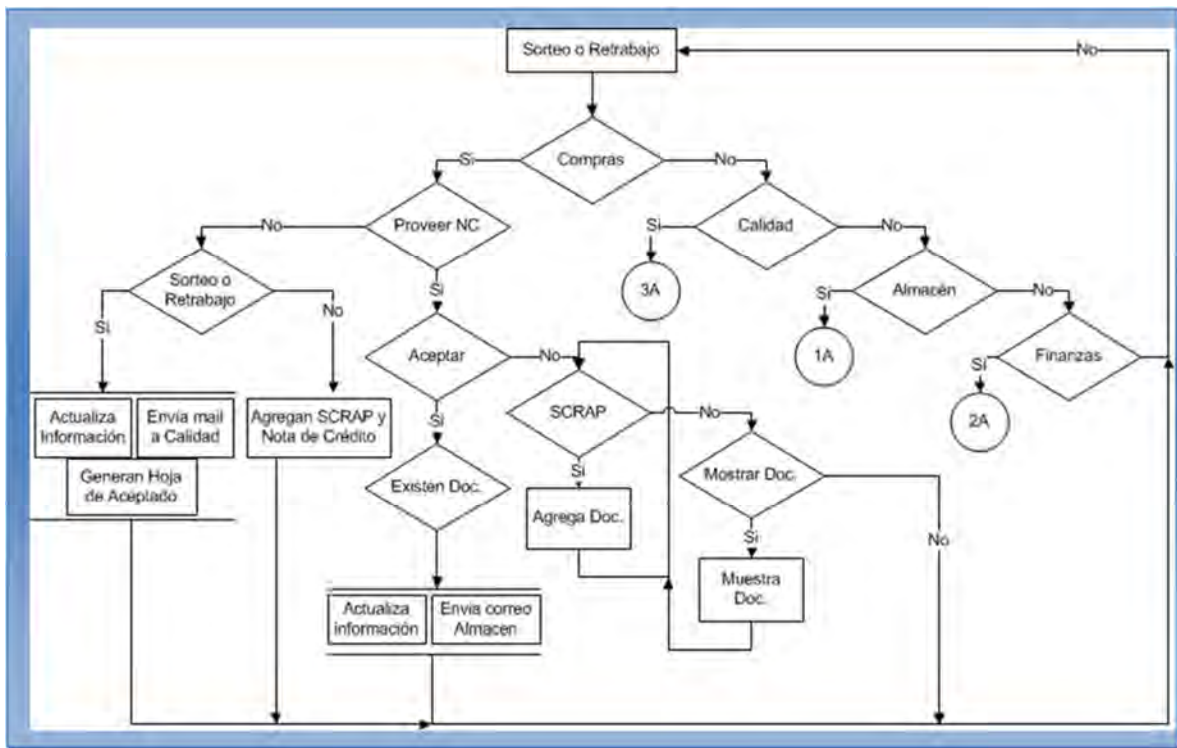 Sorteo o Retrabajo
No
Compras
Si
No
Proveer NC
Calidad
No
Si
No
Sorteo o
Retrabajo
3A
Almacén
Si
No
Si
No
Si
Aceptar
No
1A
Finanzas
Si
Actualiza
Información
Envía mail
a Calidad
Generan Hoja
de Aceptado
Agregan SCRAP y
Nota de Crédito
Si
SCRAP
No
2A
Existen Doc.
Si
Mostrar Doc.
Agrega Doc.
Si
No
Muestra
Doc.
Actualiza
información
Envia correo
Almacen